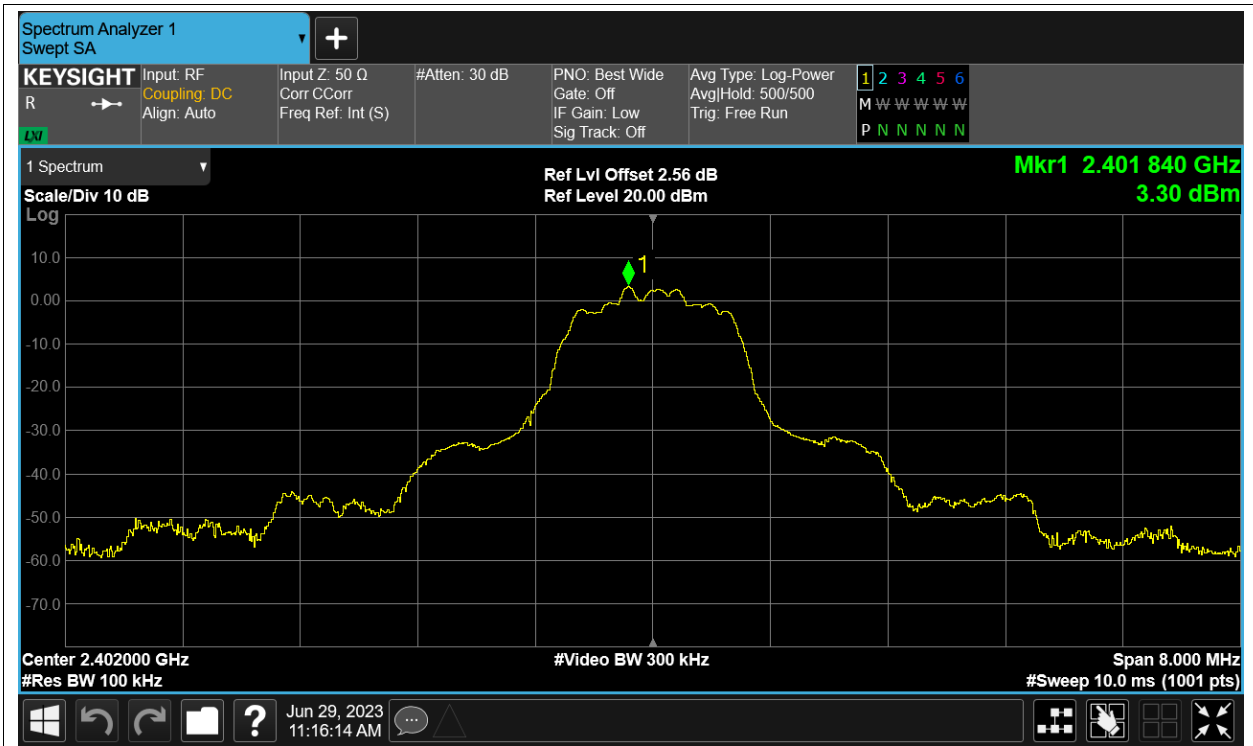 Spectrum Analyzer 1
Swept SA
KEYSIGHT
R
LXI
Input: RF
Coupling: DC
Align: Auto
Input Z: 50 Ω
Corr CCorr
Freq Ref: Int (S)
#Atten: 30 dB
PNO: Best Wide
Gate: Off
IF Gain: Low
Sig Track: Off
Avg Type: Log-Power
Avg|Hold: 500/500
Trig: Free Run
1 2 3 4 5 6
M W W W W W
P N N N N N
1 Spectrum
Scale/Div 10 dB
Log
Ref Lvl Offset 2.56 dB
Ref Level 20.00 dBm
Mkr1 2.401 840 GHz
3.30 dBm
1
10.0
0.00
-10.0
-20.0
-30.0
-40.0
-50.0
-60.0
-70.0
Center 2.402000 GHz
#Res BW 100 kHz
#Video BW 300 kHz
Span 8.000 MHz
#Sweep 10.0 ms (1001 pts)
?
Jun 29, 2023
11:16:14 AM